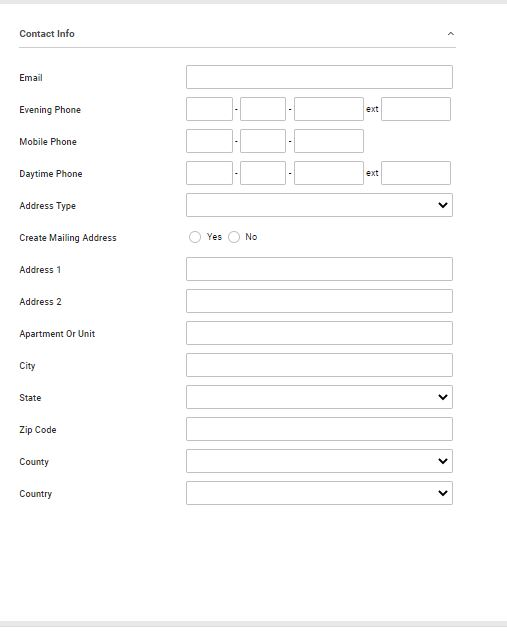 Contact Info
Email
Evening Phone - - ext
Mobile Phone - -
Daytime Phone - - ext
Address Type
Create Mailing Address Yes No
Address 1
Address 2
Apartment Or Unit
City
State
Zip Code
County
Country